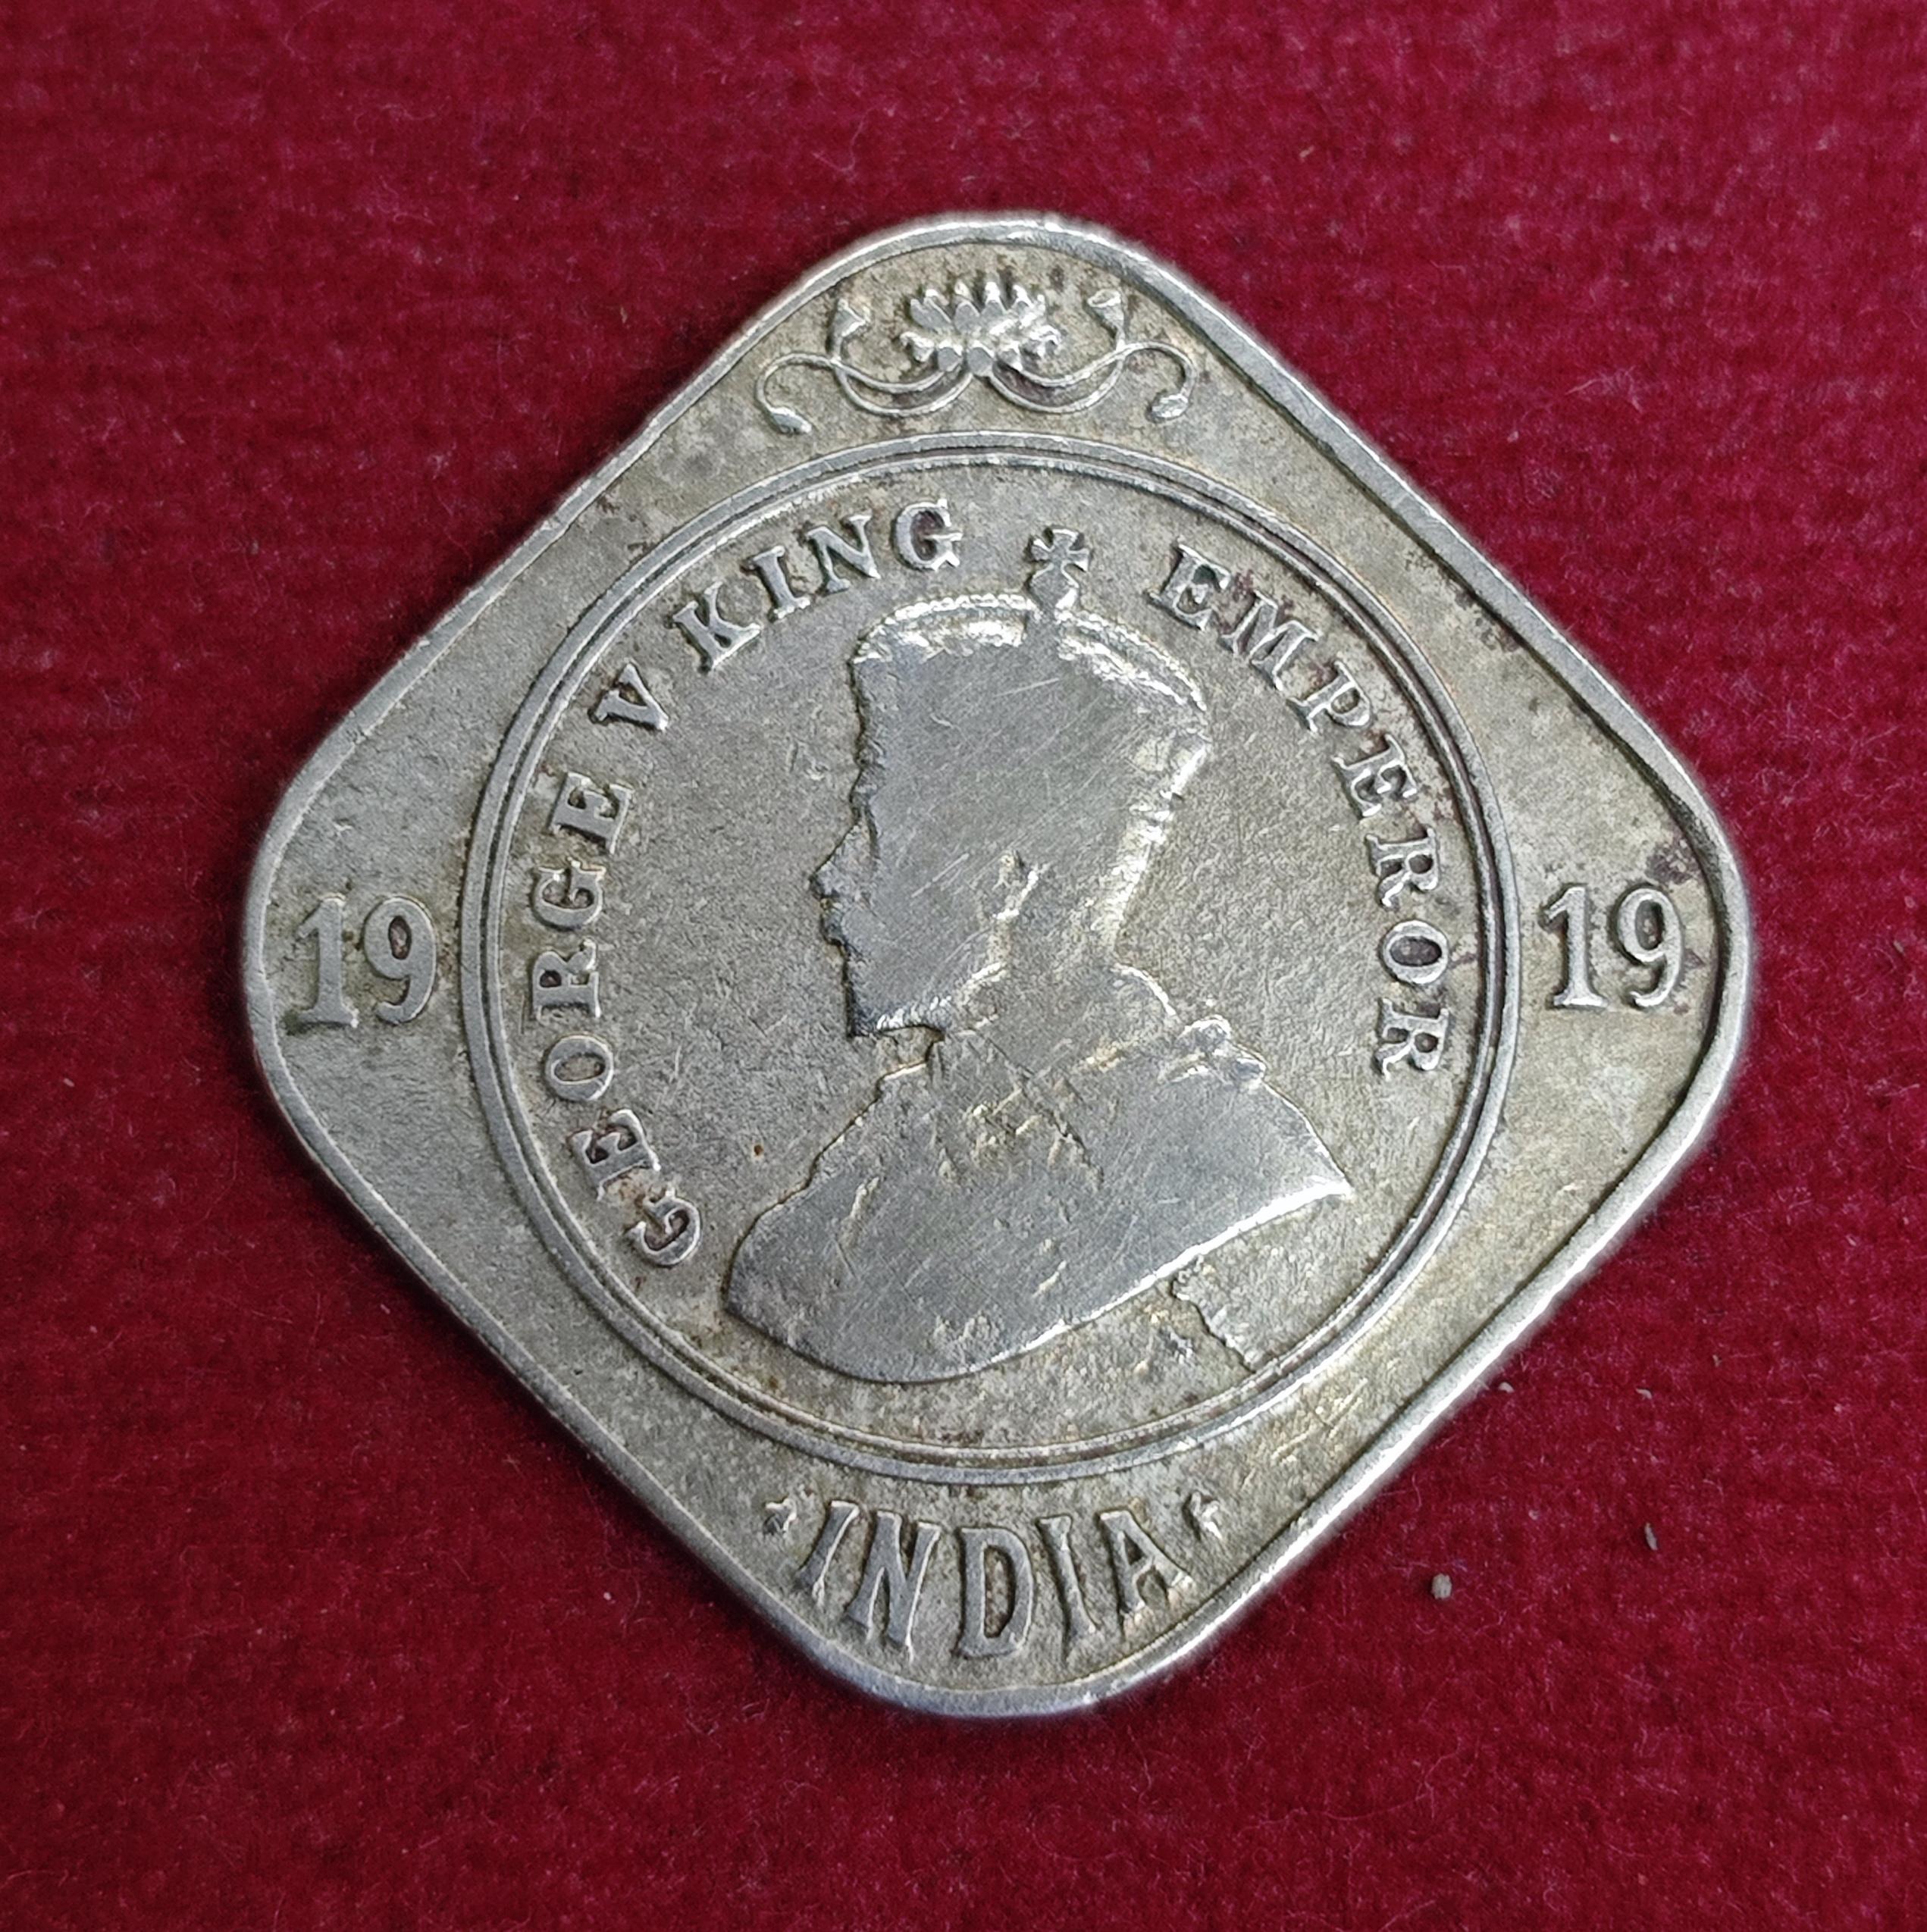 GEORGE V KING EMPEROR
19 19
INDIA